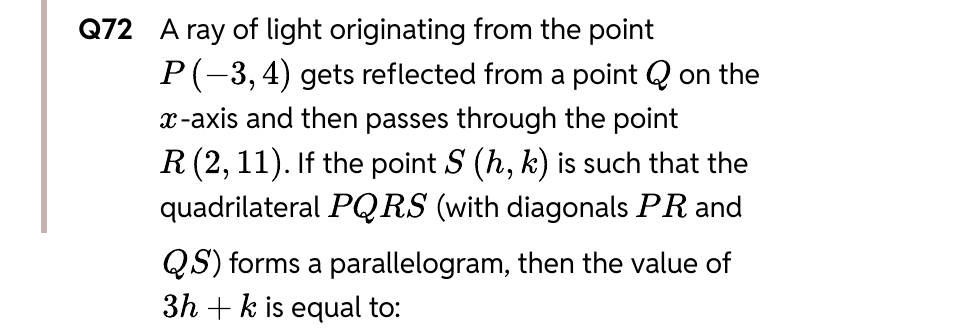 Q72 A ray of light originating from the point
P (−3, 4) gets reflected from a point Q on the
x-axis and then passes through the point
R (2, 11). If the point S (h, k) is such that the
quadrilateral PQRS (with diagonals PR and
QS) forms a parallelogram, then the value of
3h + k is equal to: